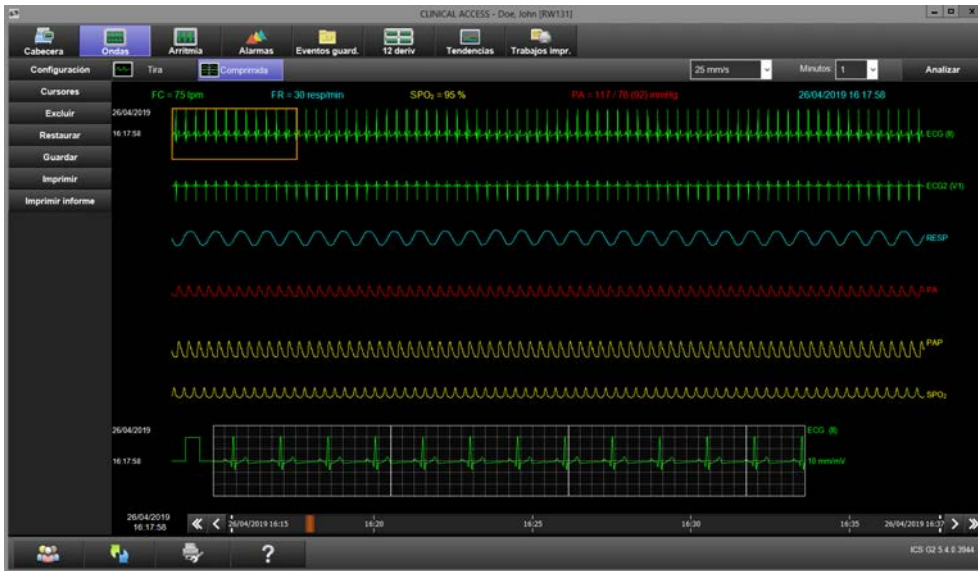 CLINICAL ACCESS - Doe, John [RW131]
Cabecera Ondas Arritmia Alarmas Eventos guard. 12 deriv Tendencias Trabajos impr.
Configuración Tira Comprimida 25 mm/s Minutos: 1 Analizar
Cursores
FC = 75 lpm FR = 30 resp/min SPO₂ = 95 % PA = 117 / 78 (92) mmHg 26/04/2019 16:17:58
Excluir
26/04/2019
Restaurar
16:17:58
ECG (II)
Guardar
Imprimir
ECG2 (V1)
Imprimir informe
RESP
PA
PAP
SPO₂
26/04/2019
ECG (II)
16:17:58
10 mm/mV
26/04/2019
16:17:58
26/04/2019 16:15 16:20 16:25 16:30 16:35 26/04/2019 16:37
?
ICS G2 5.4.0.3944